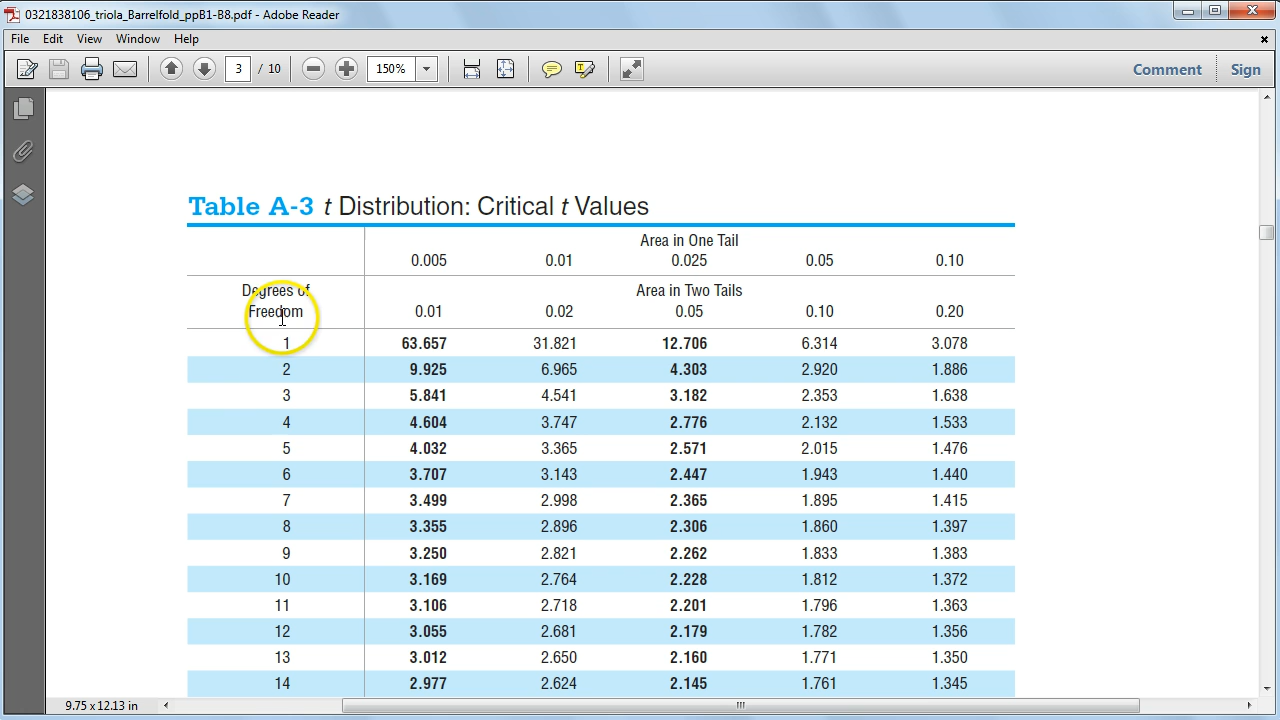 0321838106_triola_Barrelfold_ppB1-B8.pdf - Adobe Reader
File Edit View Window Help
3 / 10 150% Comment Sign
Table A-3 t Distribution: Critical t Values
Area in One Tail
0.005 0.01 0.025 0.05 0.10
Degrees of Area in Two Tails
Freedom 0.01 0.02 0.05 0.10 0.20
1 63.657 31.821 12.706 6.314 3.078
2 9.925 6.965 4.303 2.920 1.886
3 5.841 4.541 3.182 2.353 1.638
4 4.604 3.747 2.776 2.132 1.533
5 4.032 3.365 2.571 2.015 1.476
6 3.707 3.143 2.447 1.943 1.440
7 3.499 2.998 2.365 1.895 1.415
8 3.355 2.896 2.306 1.860 1.397
9 3.250 2.821 2.262 1.833 1.383
10 3.169 2.764 2.228 1.812 1.372
11 3.106 2.718 2.201 1.796 1.363
12 3.055 2.681 2.179 1.782 1.356
13 3.012 2.650 2.160 1.771 1.350
14 2.977 2.624 2.145 1.761 1.345
9.75 x 12.13 in